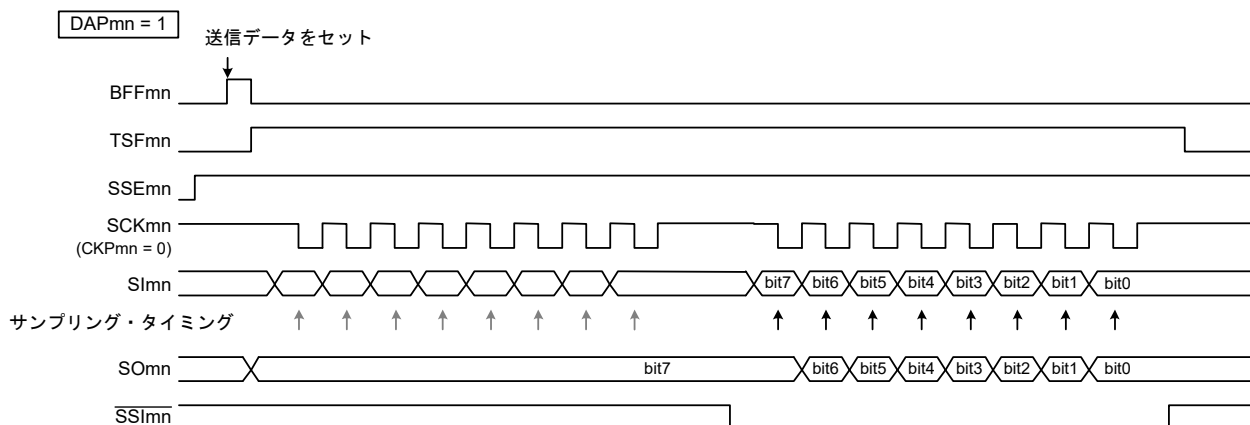 DAPmn = 1
送信データをセット
BFFmn
TSFmn
SSEmn
SCKmn
(CKPmn = 0)
SImn
bit7 bit6 bit5 bit4 bit3 bit2 bit1 bit0
サンプリング・タイミング
SOmn
bit7 bit6 bit5 bit4 bit3 bit2 bit1 bit0
SSImn